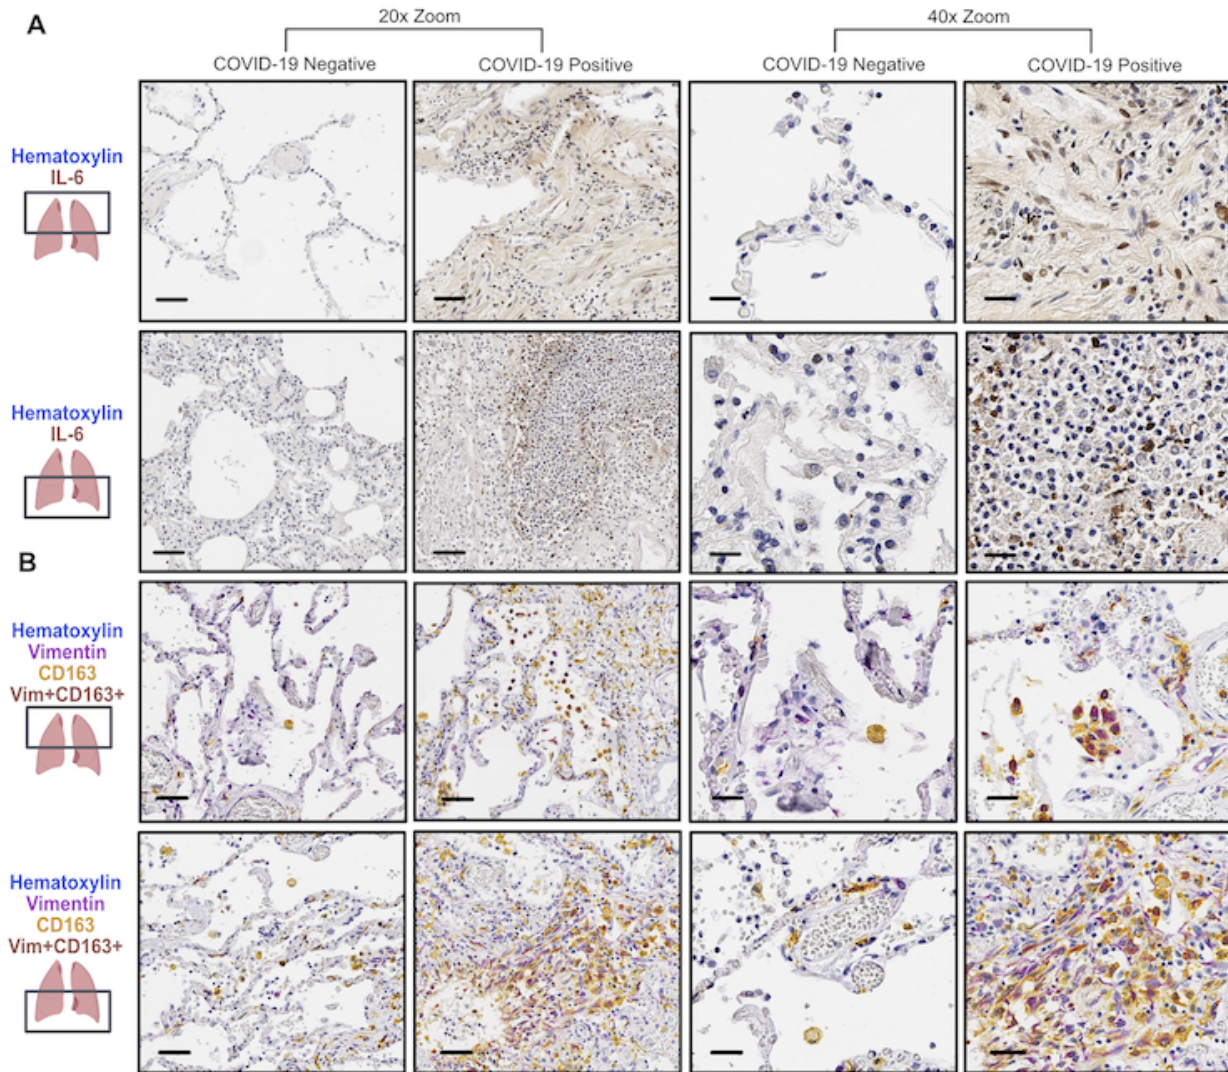 A
20x Zoom
40x Zoom
COVID-19 Negative
COVID-19 Positive
COVID-19 Negative
COVID-19 Positive
Hematoxylin
IL-6
Hematoxylin
IL-6
B
Hematoxylin
Vimentin
CD163
Vim+CD163+
Hematoxylin
Vimentin
CD163
Vim+CD163+